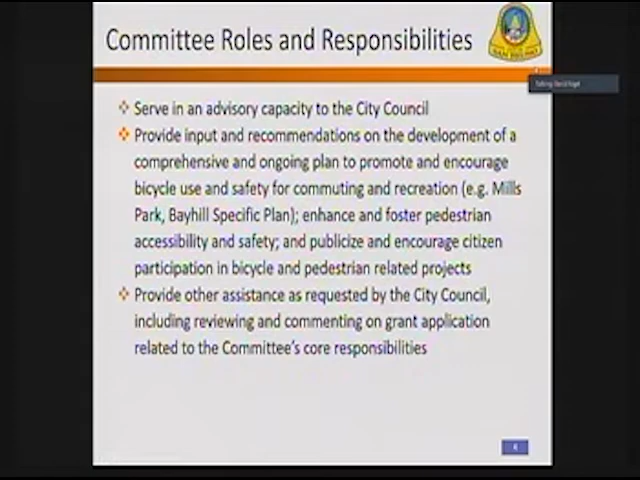 Committee Roles and Responsibilities
Serve in an advisory capacity to the City Council
Provide input and recommendations on the development of a
comprehensive and ongoing plan to promote and encourage
bicycle use and safety for commuting and recreation (e.g. Mills
Park, Bayhill Specific Plan); enhance and foster pedestrian
accessibility and safety; and publicize and encourage citizen
participation in bicycle and pedestrian related projects
Provide other assistance as requested by the City Council,
including reviewing and commenting on grant application
related to the Committee's core responsibilities